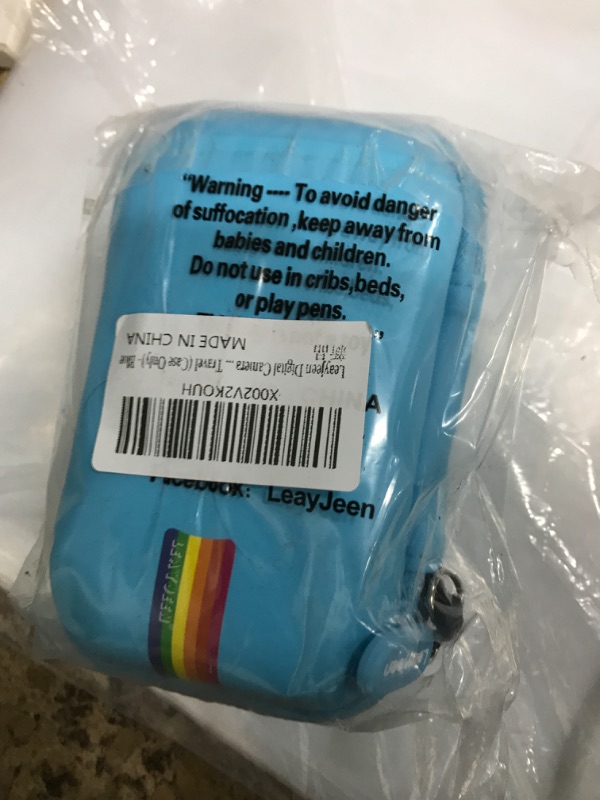 "Warning ---- To avoid danger
of suffocation ,keep away from
babies and children.
Do not use in cribs,beds,
or play pens.
X002V2KOUH
Leayjeen Digital Camera ... Travel (Case Only)- Blue
MADE IN CHINA
Facebook: LeayJeen
LEAYJEEN